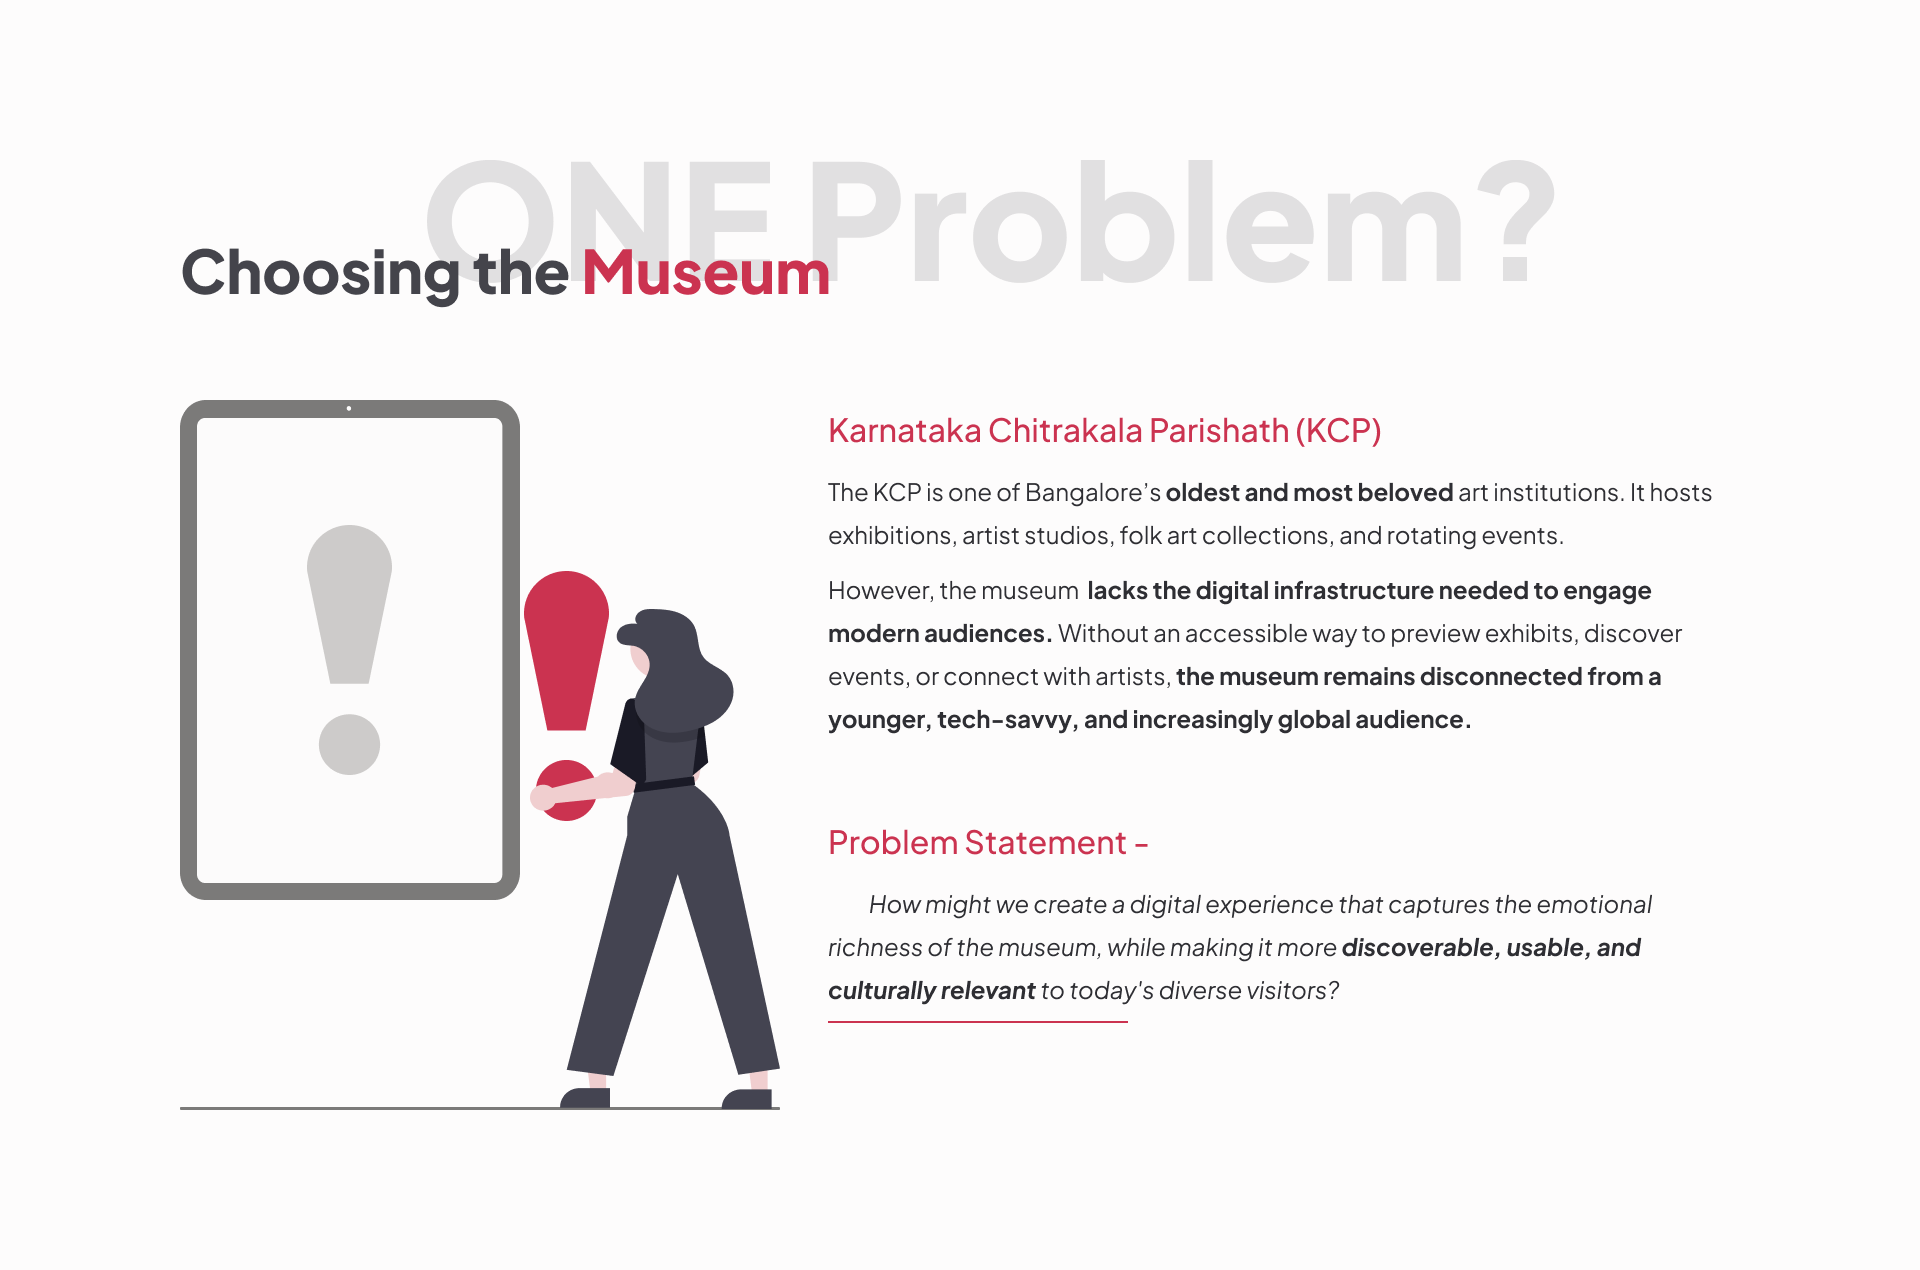 ONE Problem?
Choosing the Museum
Karnataka Chitrakala Parishath (KCP)
The KCP is one of Bangalore’s oldest and most beloved art institutions. It hosts
exhibitions, artist studios, folk art collections, and rotating events.
However, the museum lacks the digital infrastructure needed to engage
modern audiences. Without an accessible way to preview exhibits, discover
events, or connect with artists, the museum remains disconnected from a
younger, tech-savvy, and increasingly global audience.
Problem Statement -
How might we create a digital experience that captures the emotional
richness of the museum, while making it more discoverable, usable, and
culturally relevant to today's diverse visitors?